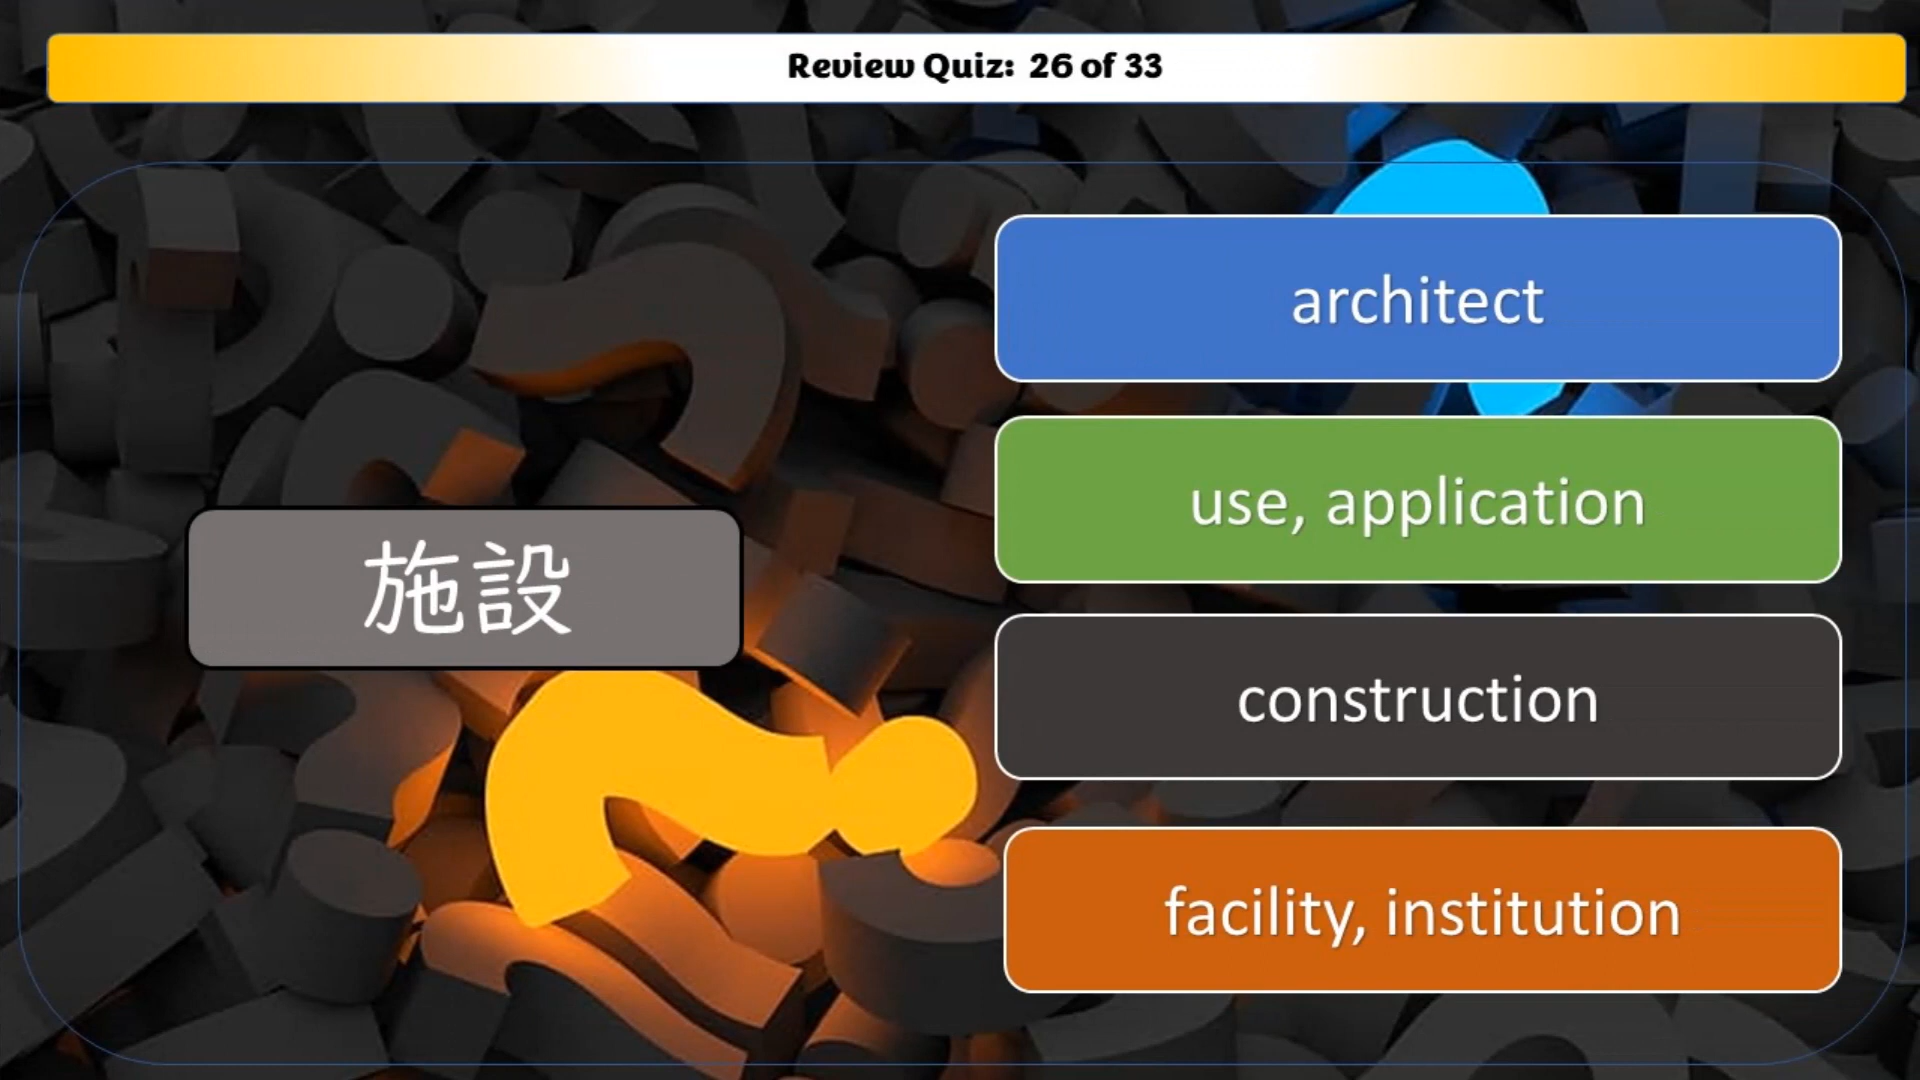 Review Quiz: 26 of 33
施設
architect
use, application
construction
facility, institution